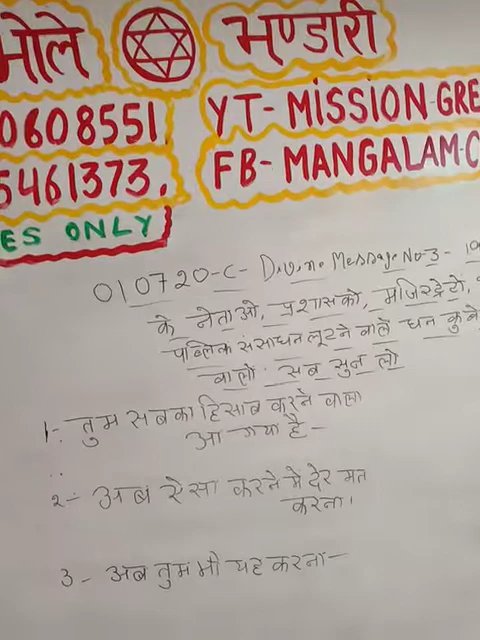 भोले भण्डारी
0608551 YT- MISSION GRE
5461373. FB- MANGALAM.C
ES ONLY
010720-C- Divine Message No-3-
के नेताओ, प्रशासको, मजिस्ट्रेटो,
पब्लिक संसाधन लूटने वाले धन कुबे
वालों सब सुन लो
1-. तुम सबका हिसाब करने वाला
आ गया है-
2- अब ऐसा करने में देर मत
करना।
3- अब तुम भी यह करना-